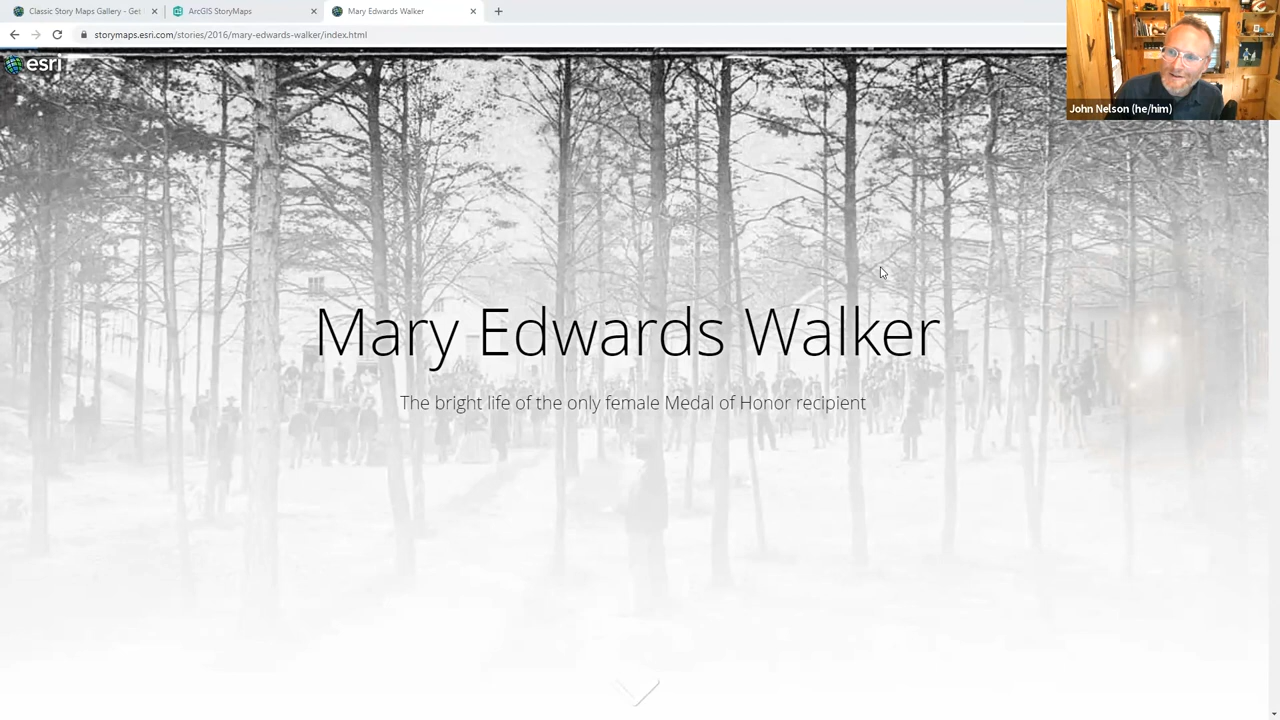 Classic Story Maps Gallery - Get
ArcGIS StoryMaps
Mary Edwards Walker
storymaps.esri.com/stories/2016/mary-edwards-walker/index.html
esri
John Nelson (he/him)
Mary Edwards Walker
The bright life of the only female Medal of Honor recipient